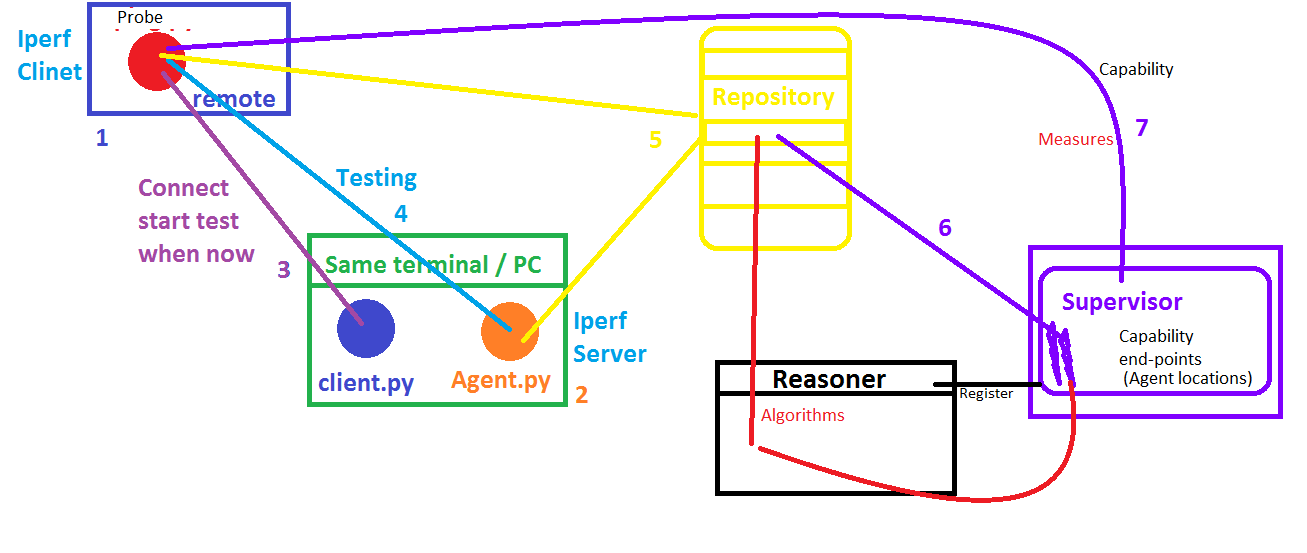 Probe
Iperf
Clinet
remote
1
Connect
start test
when now
3
Testing
4
Same terminal / PC
client.py
Agent.py
Iperf
Server
2
5
Repository
6
Capability
7
Measures
Supervisor
Capability
end-points
(Agent locations)
Reasoner
Register
Algorithms